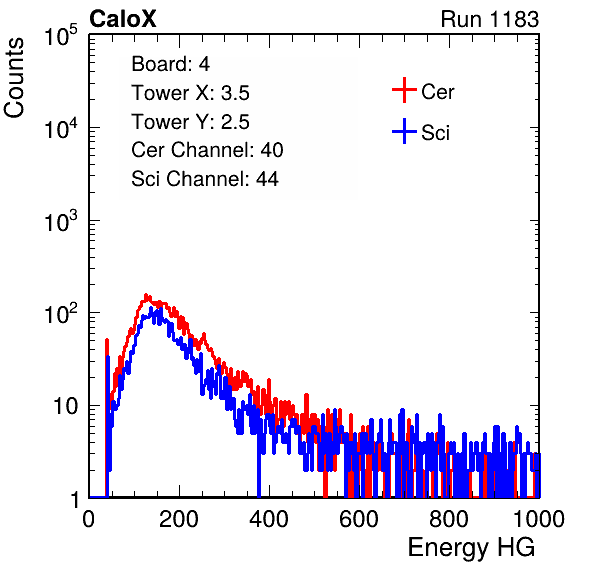 CaloX Run 1183
Counts
Board: 4
Tower X: 3.5
Tower Y: 2.5
Cer Channel: 40
Sci Channel: 44
Cer
Sci
10^5
10^4
10^3
10^2
10
1
0 200 400 600 800 1000
Energy HG